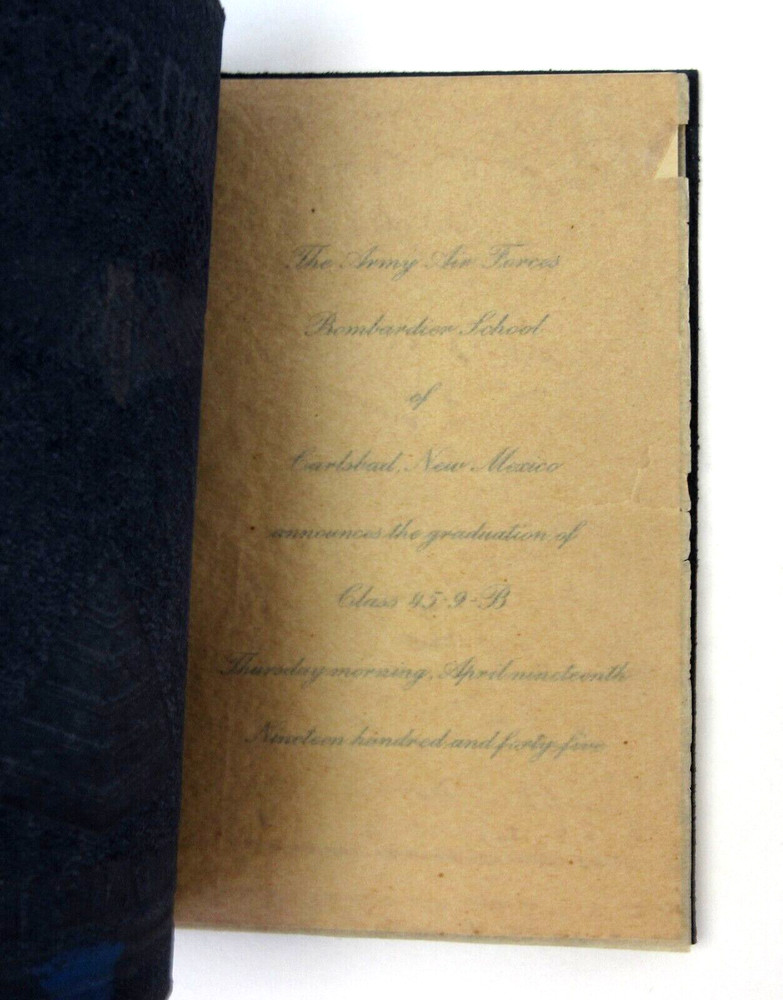 The Army Air Forces
Bombardier School
of
Carlsbad, New Mexico
announces the graduation of
Class 45-9-B
Thursday morning, April nineteenth
Nineteen hundred and forty-five